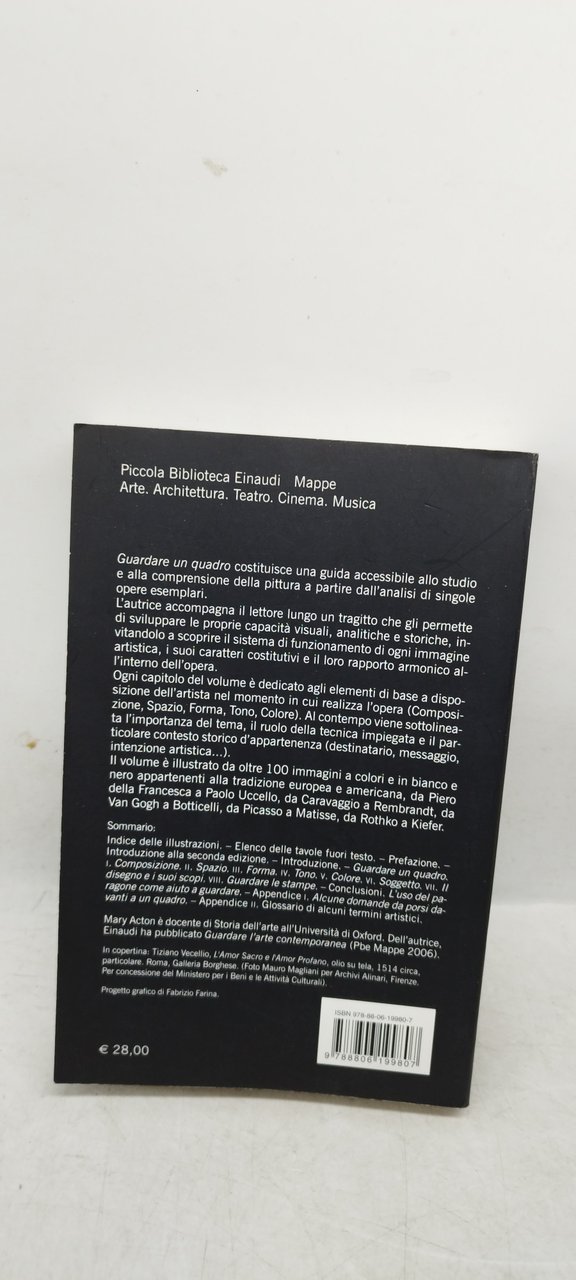 Piccola Biblioteca Einaudi Mappe
Arte. Architettura. Teatro. Cinema. Musica
Guardare un quadro costituisce una guida accessibile allo studio
e alla comprensione della pittura a partire dall'analisi di singole
opere esemplari.
L'autrice accompagna il lettore lungo un tragitto che gli permette
di sviluppare le proprie capacità visuali, analitiche e storiche, in-
vitandolo a scoprire il sistema di funzionamento di ogni immagine
artistica, i suoi caratteri costitutivi e il loro rapporto armonico al-
l'interno dell'opera.
Ogni capitolo del volume è dedicato agli elementi di base a dispo-
sizione dell'artista nel momento in cui realizza l'opera (Composi-
zione, Spazio, Forma, Tono, Colore). Al contempo viene sottolinea-
ta l'importanza del tema, il ruolo della tecnica impiegata e il par-
ticolare contesto storico d'appartenenza (destinatario, messaggio,
intenzione artistica...).
Il volume è illustrato da oltre 100 immagini a colori e in bianco e
nero appartenenti alla tradizione europea e americana, da Piero
della Francesca a Paolo Uccello, da Caravaggio a Rembrandt, da
Van Gogh a Botticelli, da Picasso a Matisse, da Rothko a Kiefer.
Sommario:
Indice delle illustrazioni. – Elenco delle tavole fuori testo. – Prefazione. –
Introduzione alla seconda edizione. – Introduzione. – Guardare un quadro.
I. Composizione. II. Spazio. III. Forma. IV. Tono. V. Colore. VI. Soggetto. VII. Il
disegno e i suoi scopi. VIII. Guardare le stampe. – Conclusioni. L'uso del pa-
ragone come aiuto a guardare. – Appendice I. Alcune domande da porsi da-
vanti a un quadro. – Appendice II. Glossario di alcuni termini artistici.
Mary Acton è docente di Storia dell'arte all'Università di Oxford. Dell'autrice,
Einaudi ha pubblicato Guardare l'arte contemporanea (Pbe Mappe 2006).
In copertina: Tiziano Vecellio, L'Amor Sacro e l'Amor Profano, olio su tela, 1514 circa,
particolare. Roma, Galleria Borghese. (Foto Mauro Magliani per Archivi Alinari, Firenze.
Per concessione del Ministero per i Beni e le Attività Culturali).
Progetto grafico di Fabrizio Farina.
ISBN 978-88-06-19980-7
€ 28,00
9 788806 199807